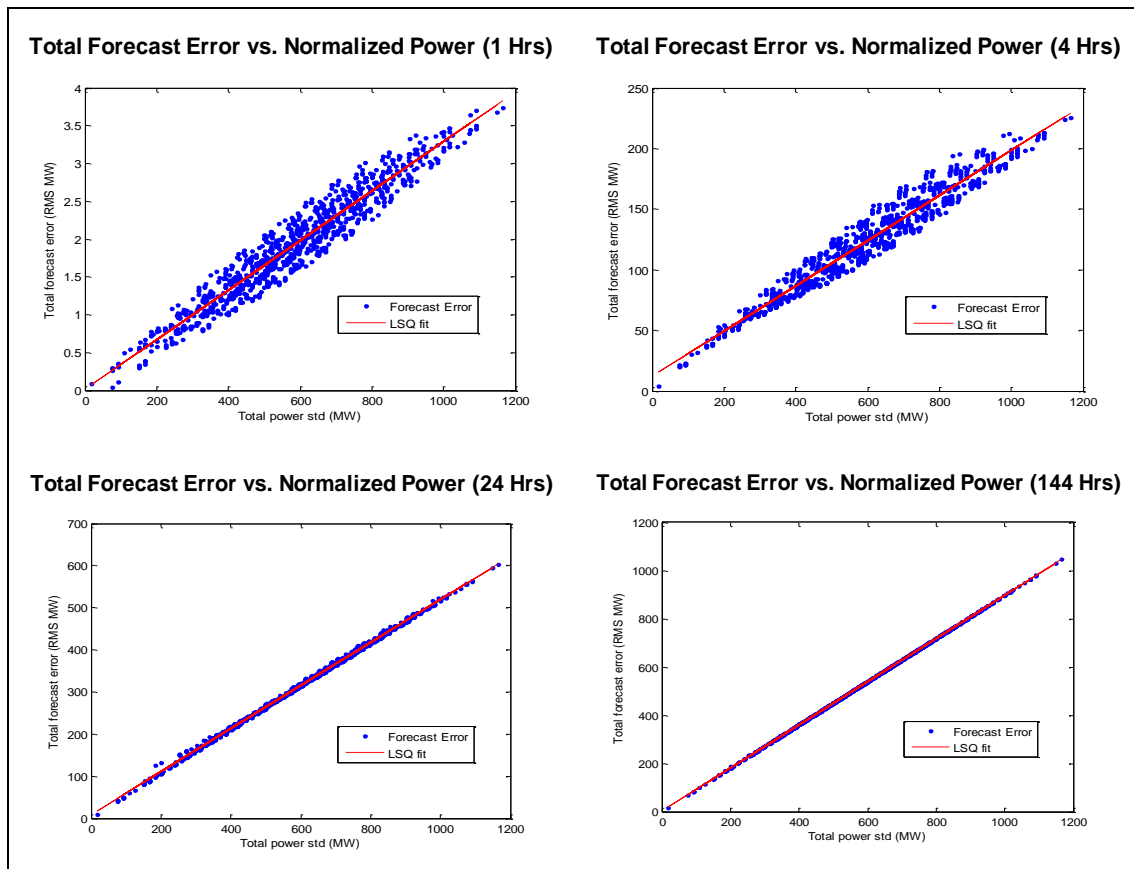 Total Forecast Error vs. Normalized Power (1 Hrs)
4
3.5
3
2.5
2
1.5
1
0.5
0
Total forecast error (RMS MW)
Forecast Error
LSQ fit
0 200 400 600 800 1000 1200
Total power std (MW)
Total Forecast Error vs. Normalized Power (4 Hrs)
250
200
150
100
50
0
Total forecast error (RMS MW)
Forecast Error
LSQ fit
0 200 400 600 800 1000 1200
Total power std (MW)
Total Forecast Error vs. Normalized Power (24 Hrs)
700
600
500
400
300
200
100
0
Total forecast error (RMS MW)
Forecast Error
LSQ fit
0 200 400 600 800 1000 1200
Total power std (MW)
Total Forecast Error vs. Normalized Power (144 Hrs)
1200
1000
800
600
400
200
0
Total forecast error (RMS MW)
Forecast Error
LSQ fit
0 200 400 600 800 1000 1200
Total power std (MW)